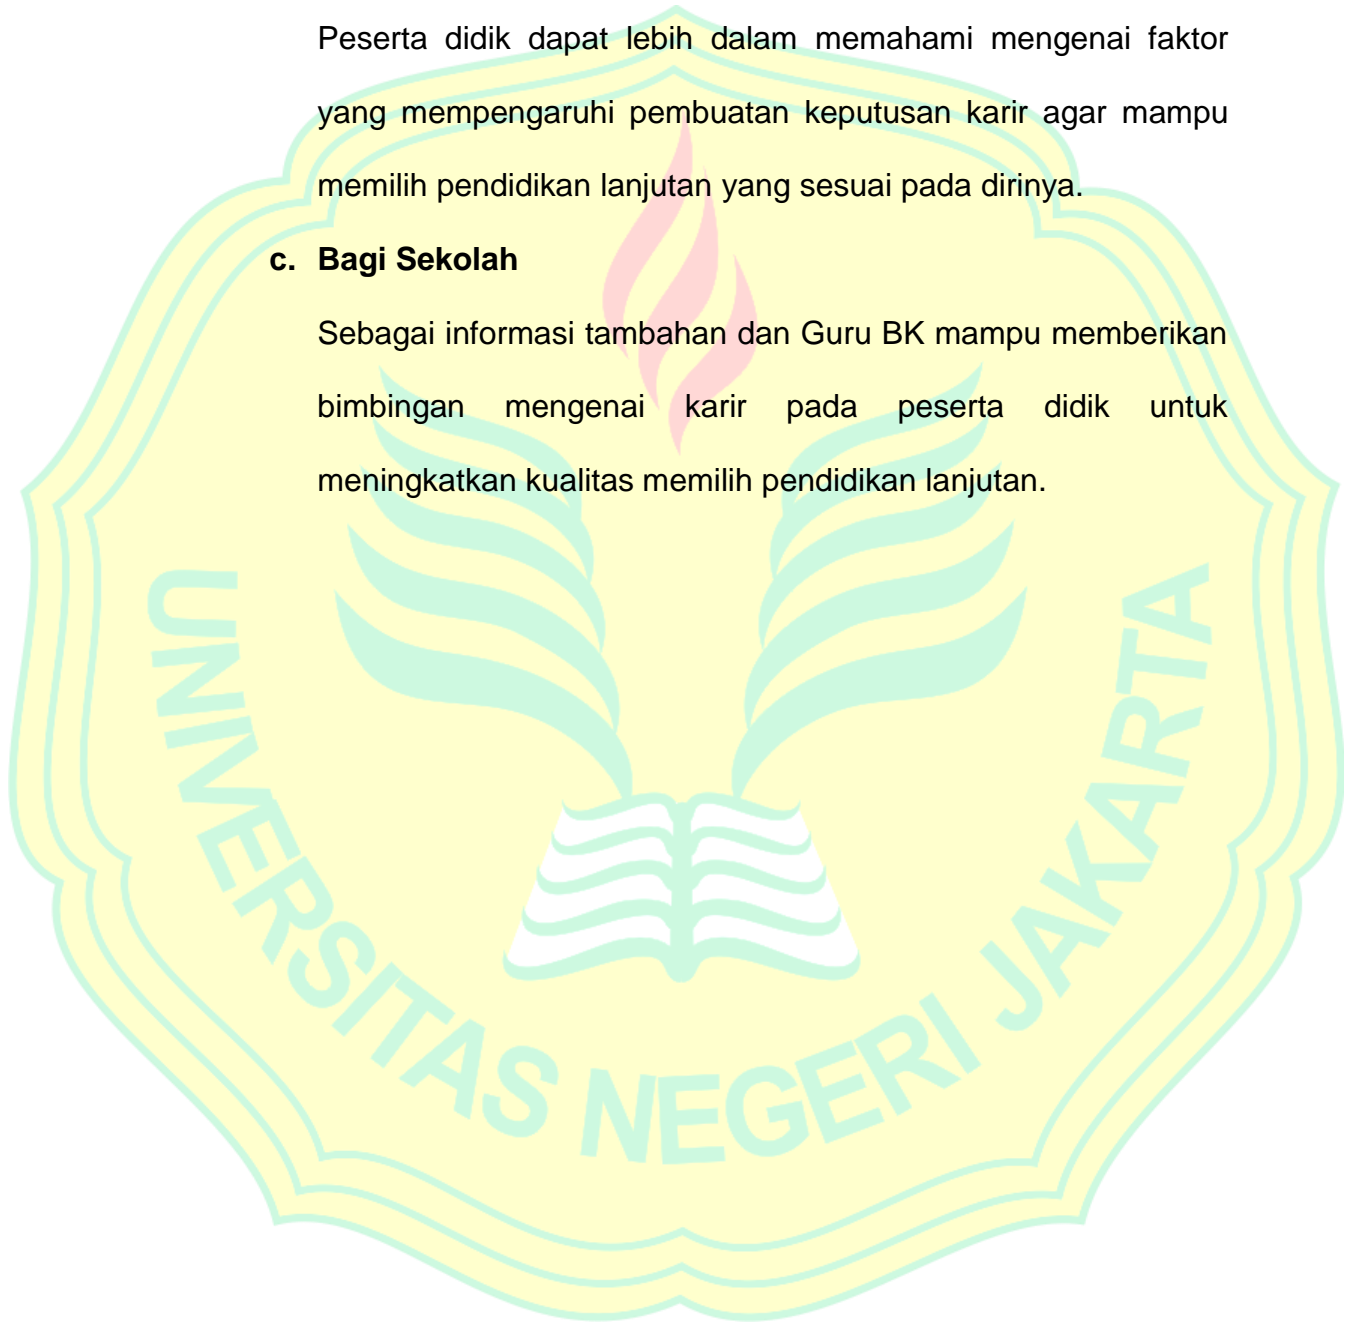 Peserta didik dapat lebih dalam memahami mengenai faktor
yang mempengaruhi pembuatan keputusan karir agar mampu
memilih pendidikan lanjutan yang sesuai pada dirinya.
c. Bagi Sekolah
Sebagai informasi tambahan dan Guru BK mampu memberikan
bimbingan mengenai karir pada peserta didik untuk
meningkatkan kualitas memilih pendidikan lanjutan.
UNIVERSITAS NEGERI JAKARTA